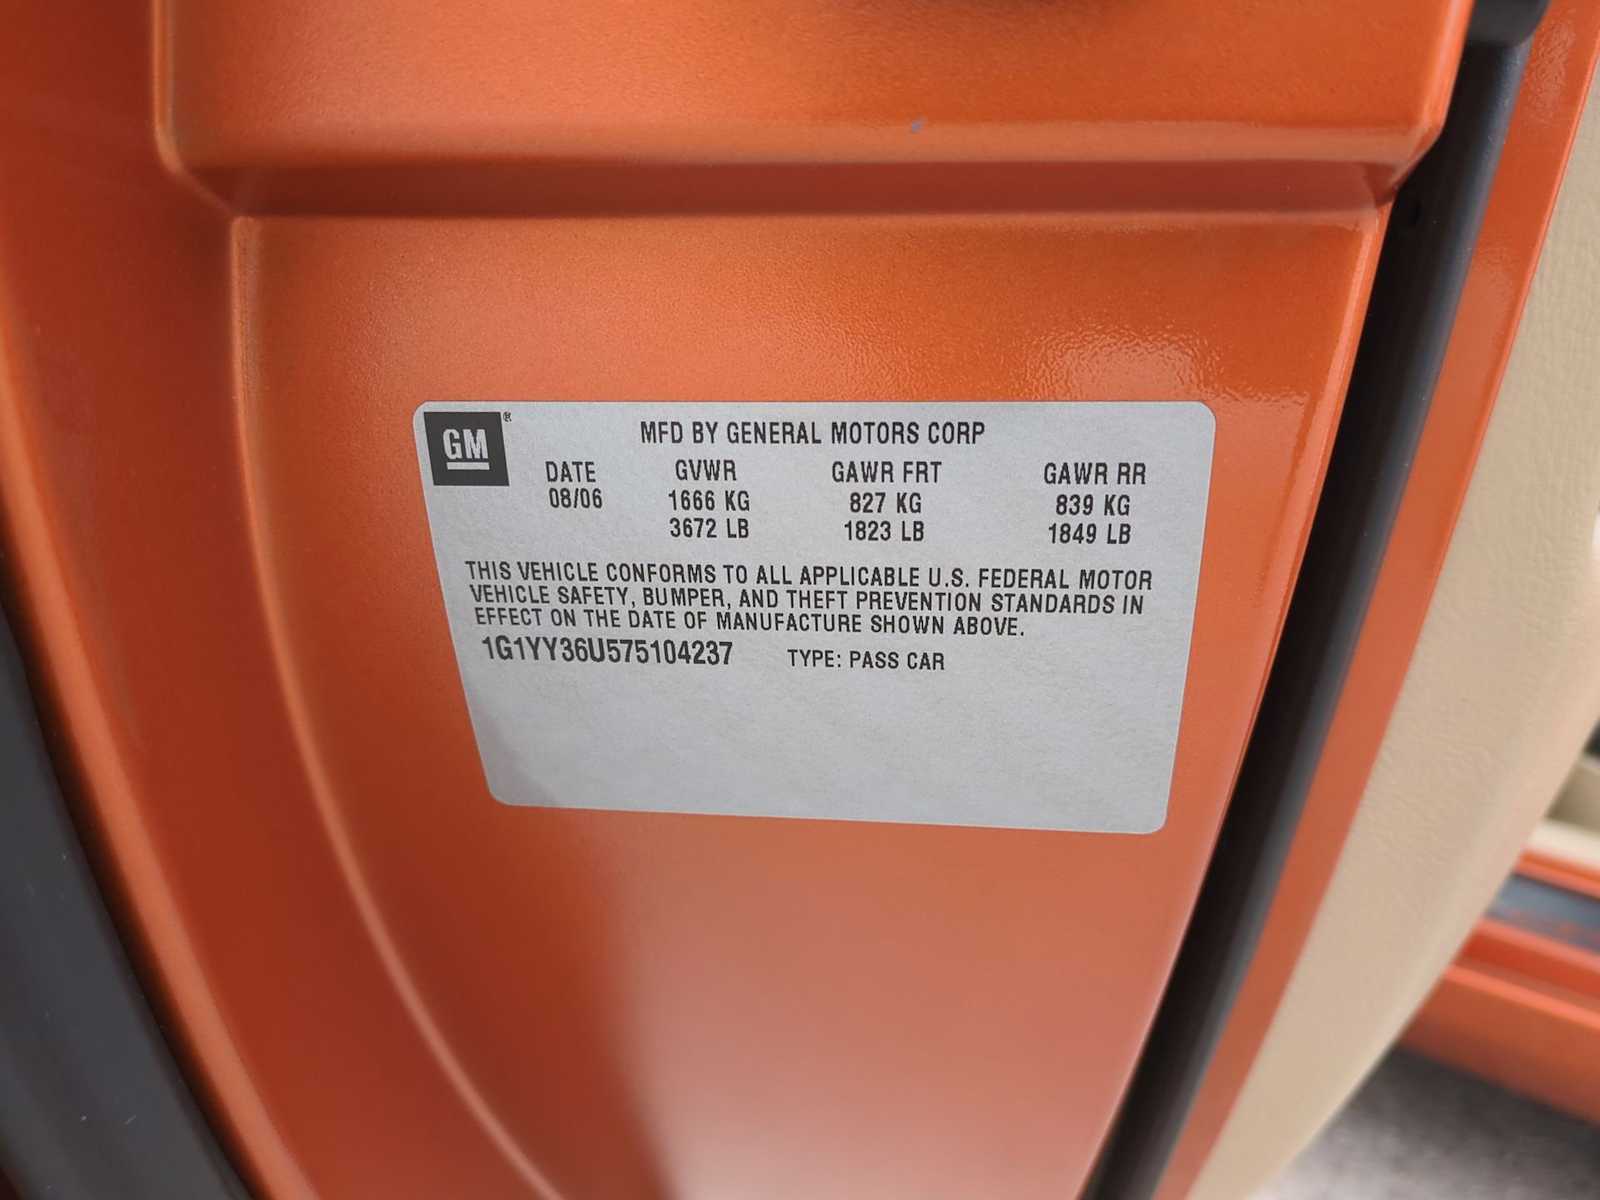 GM®
MFD BY GENERAL MOTORS CORP
DATE GVWR GAWR FRT GAWR RR
08/06 1666 KG 827 KG 839 KG
3672 LB 1823 LB 1849 LB
THIS VEHICLE CONFORMS TO ALL APPLICABLE U.S. FEDERAL MOTOR
VEHICLE SAFETY, BUMPER, AND THEFT PREVENTION STANDARDS IN
EFFECT ON THE DATE OF MANUFACTURE SHOWN ABOVE.
1G1YY36U575104237 TYPE: PASS CAR